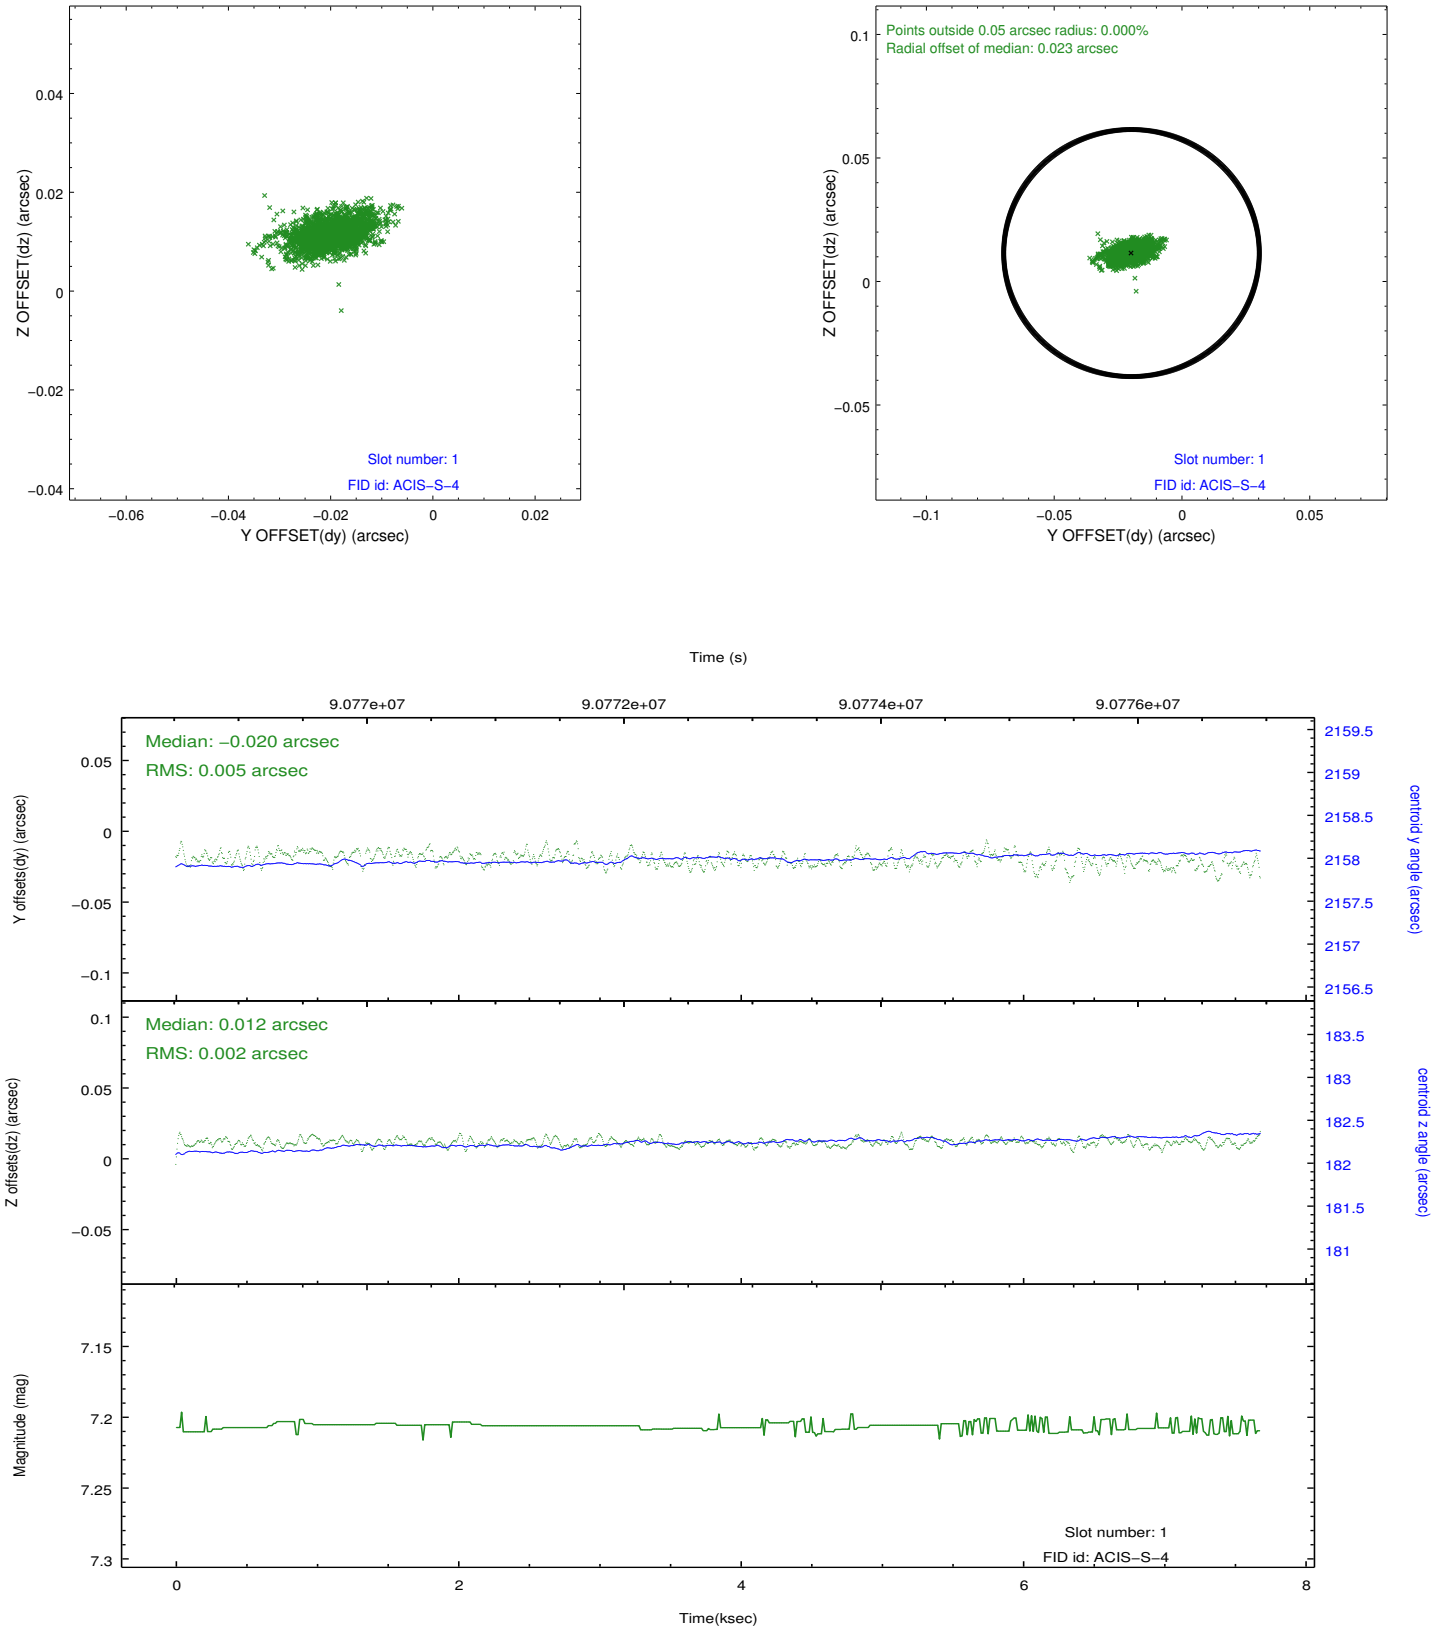 0.04
0.02
0
−0.02
−0.04
Z OFFSET(dz) (arcsec)
Slot number: 1
FID id: ACIS−S−4
−0.06
−0.04
−0.02
0
0.02
Y OFFSET(dy) (arcsec)
Points outside 0.05 arcsec radius: 0.000%
Radial offset of median: 0.023 arcsec
0.1
0.05
0
−0.05
Z OFFSET(dz) (arcsec)
Slot number: 1
FID id: ACIS−S−4
−0.1
−0.05
0
0.05
Y OFFSET(dy) (arcsec)
Time (s)
9.077e+07
9.0772e+07
9.0774e+07
9.0776e+07
Median: −0.020 arcsec
RMS: 0.005 arcsec
0.05
0
−0.05
−0.1
Y offsets(dy) (arcsec)
2159.5
2159
2158.5
2158
2157.5
2157
2156.5
centroid y angle (arcsec)
Median: 0.012 arcsec
RMS: 0.002 arcsec
0.1
0.05
0
−0.05
Z offsets(dz) (arcsec)
183.5
183
182.5
182
181.5
181
centroid z angle (arcsec)
7.15
7.2
7.25
7.3
Magnitude (mag)
Slot number: 1
FID id: ACIS−S−4
0
2
4
6
8
Time(ksec)